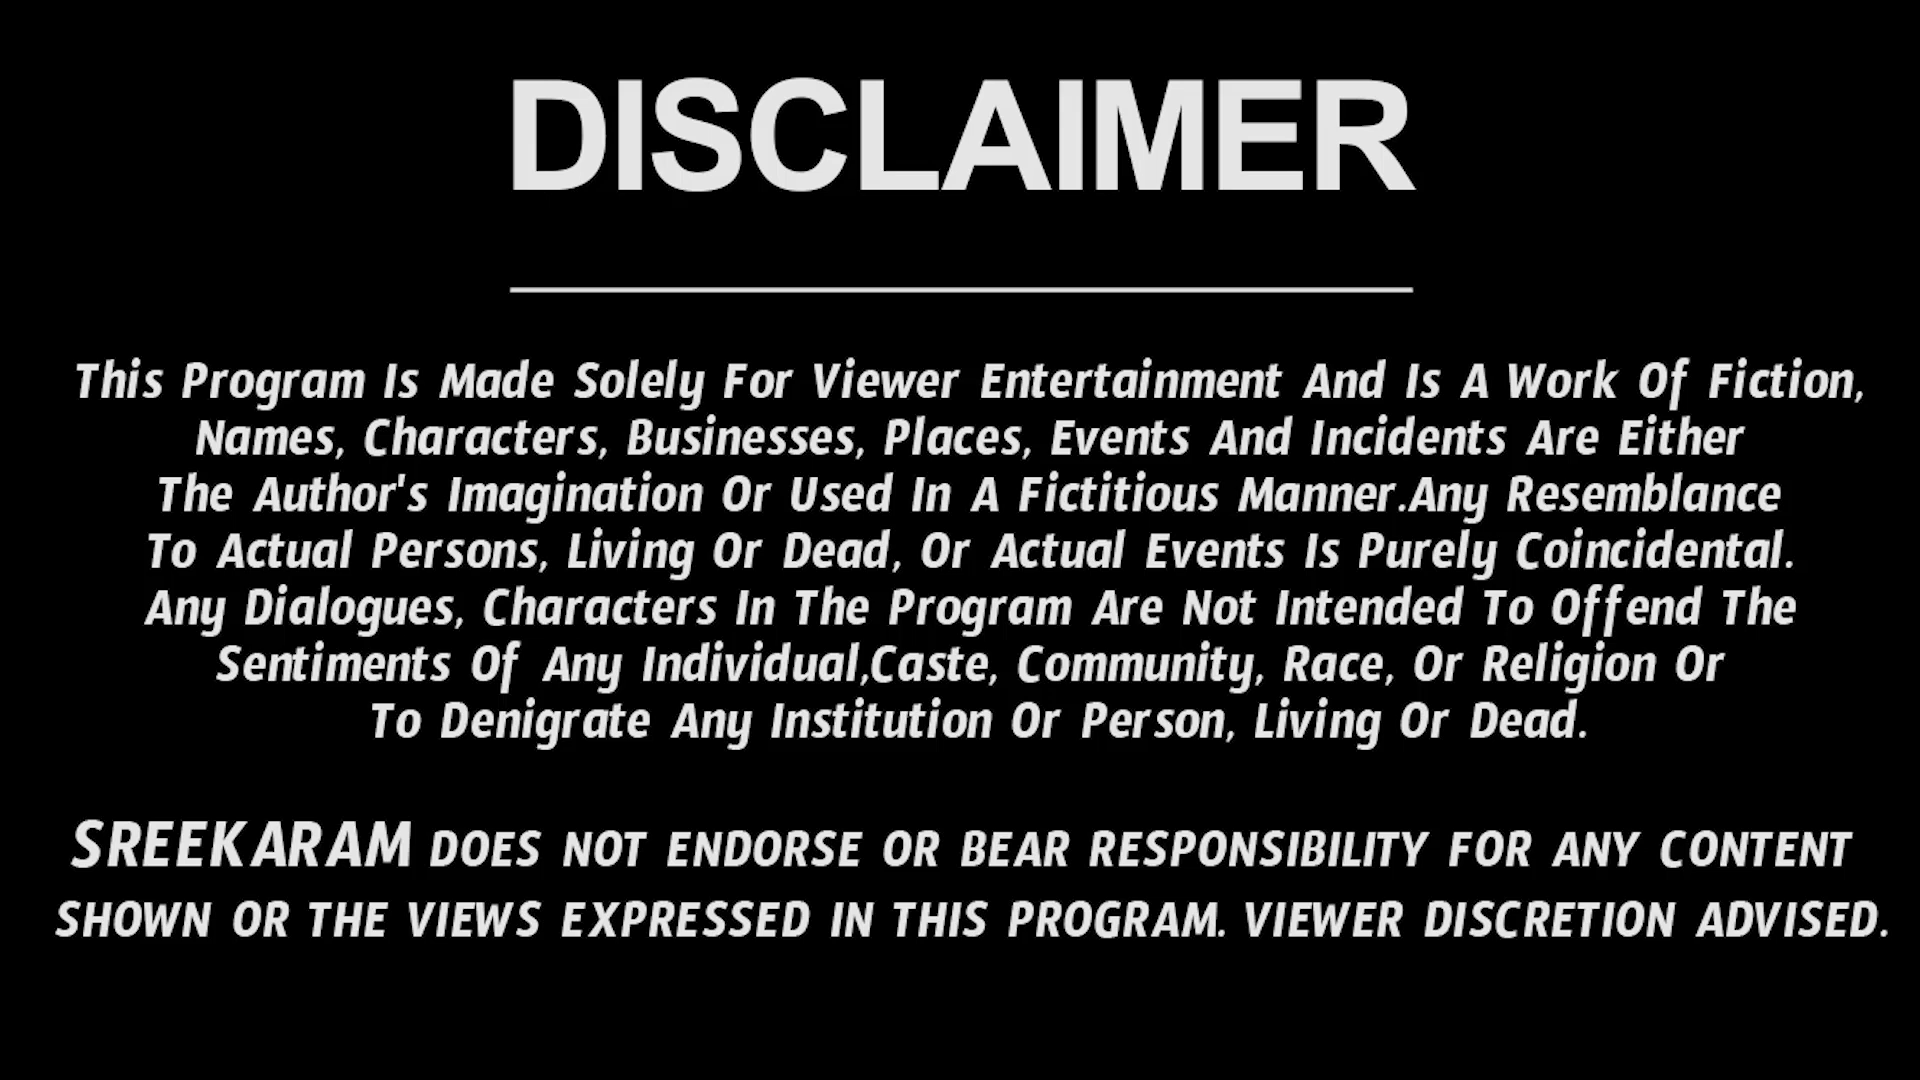 DISCLAIMER
This Program Is Made Solely For Viewer Entertainment And Is A Work Of Fiction,
Names, Characters, Businesses, Places, Events And Incidents Are Either
The Author's Imagination Or Used In A Fictitious Manner.Any Resemblance
To Actual Persons, Living Or Dead, Or Actual Events Is Purely Coincidental.
Any Dialogues, Characters In The Program Are Not Intended To Offend The
Sentiments Of Any Individual,Caste, Community, Race, Or Religion Or
To Denigrate Any Institution Or Person, Living Or Dead.
SREEKARAM DOES NOT ENDORSE OR BEAR RESPONSIBILITY FOR ANY CONTENT
SHOWN OR THE VIEWS EXPRESSED IN THIS PROGRAM. VIEWER DISCRETION ADVISED.